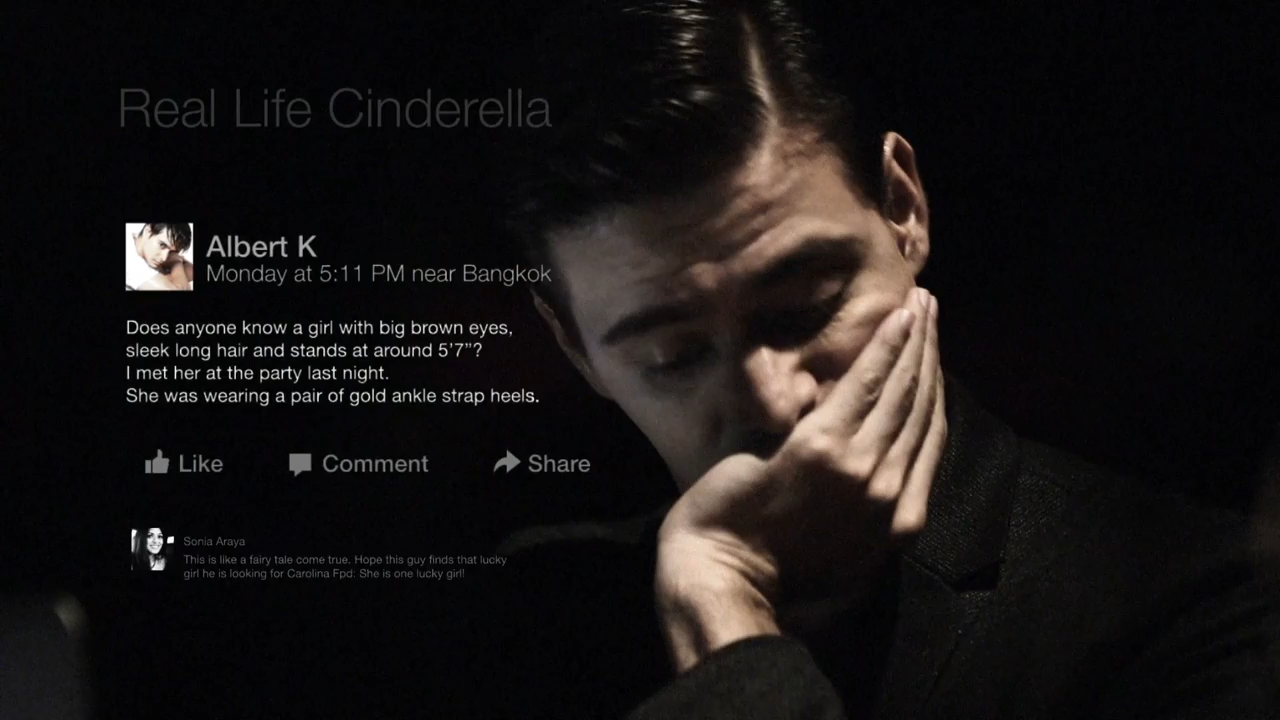 Real Life Cinderella
Albert K
Monday at 5:11 PM near Bangkok
Does anyone know a girl with big brown eyes,
sleek long hair and stands at around 5’7”?
I met her at the party last night.
She was wearing a pair of gold ankle strap heels.
Like Comment Share
Sonia Araya
This is like a fairy tale come true. Hope this guy finds that lucky
girl he is looking for Carolina Fpd: She is one lucky girl!